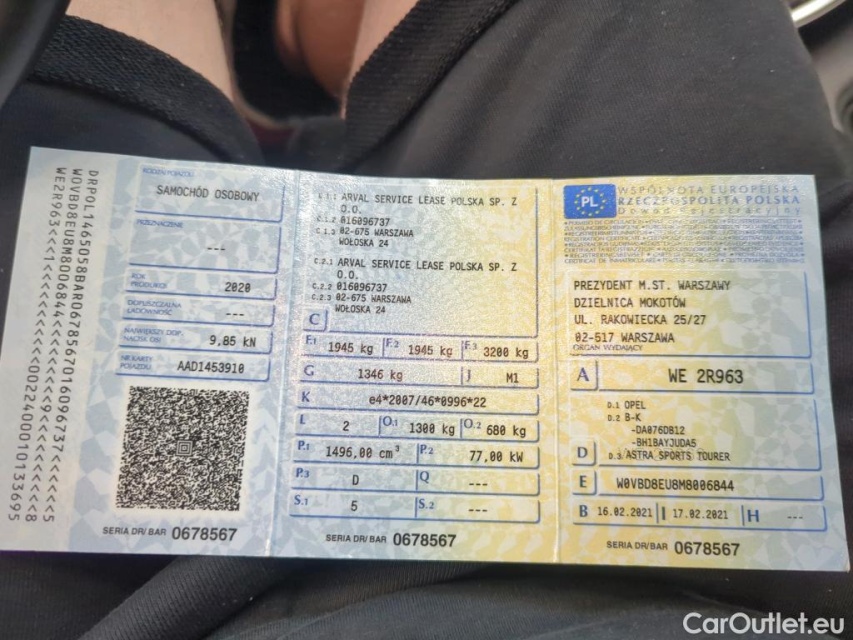 DRPOL1465058BAR0678567016096737<<<<<5
W0VBD8EU8M8006844
WE2R963<<<1
RODZAJ POJAZDU
SAMOCHÓD OSOBOWY
PRZEZNACZENIE
---
ROK PRODUKCJI
2020
DOPUSZCZALNA ŁADOWNOŚĆ
---
NAJWIĘKSZY DOP. NACISK OSI
9,85 kN
NR KARTY POJAZDU
AAD1453910
SERIA DR/BAR 0678567
C.1.1 ARVAL SERVICE LEASE POLSKA SP. Z
O.O.
C.1.2 016096737
C.1.3 02-675 WARSZAWA
WOŁOSKA 24
C.2.1 ARVAL SERVICE LEASE POLSKA SP. Z
O.O.
C.2.2 016096737
C.2.3 02-675 WARSZAWA
WOŁOSKA 24
C
F.1 1945 kg F.2 1945 kg F.3 3200 kg
G 1346 kg J M1
K e4*2007/46*0996*22
L 2 O.1 1300 kg O.2 680 kg
P.1 1496,00 cm³ P.2 77,00 kW
P.3 D Q ---
S.1 5 S.2 ---
SERIA DR/BAR 0678567
PL
WSPÓLNOTA EUROPEJSKA
RZECZPOSPOLITA POLSKA
Dowód Rejestracyjny
PREZYDENT M.ST. WARSZAWY
DZIELNICA MOKOTÓW
UL. RAKOWIECKA 25/27
02-517 WARSZAWA
ORGAN WYDAJĄCY
A WE 2R963
D.1 OPEL
D.2 B-K
-DA076DB12
-BH1BAYJUDA5
D D.3 ASTRA SPORTS TOURER
E W0VBD8EU8M8006844
B 16.02.2021 I 17.02.2021 H ---
SERIA DR/BAR 0678567
CarOutlet.eu